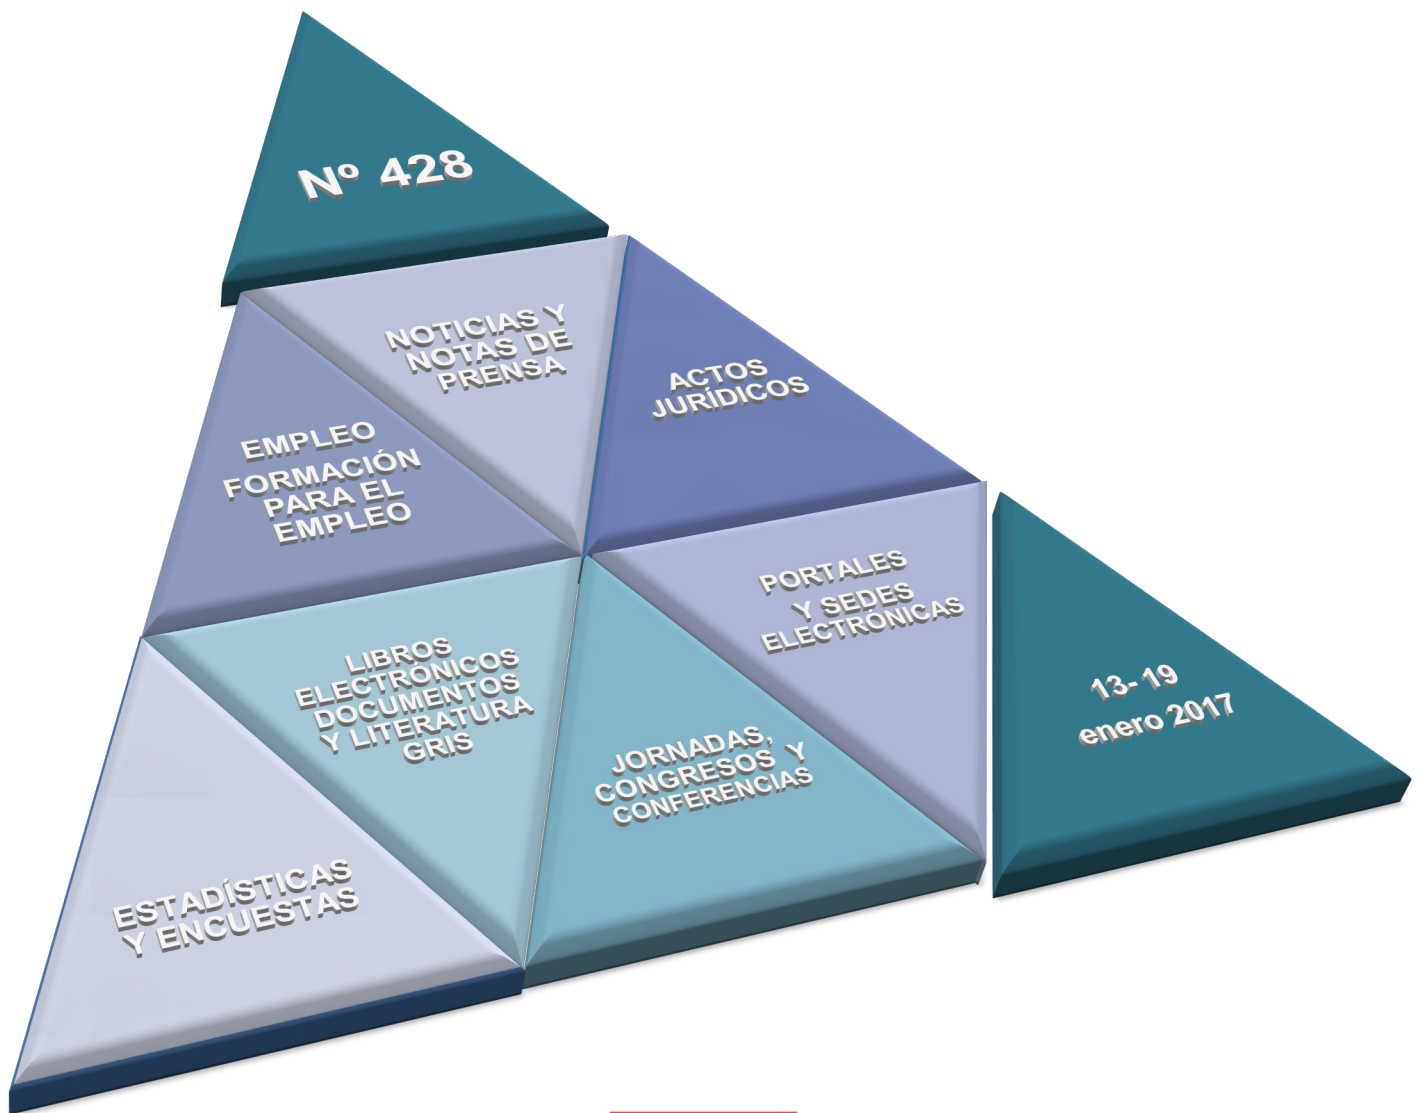 Nº 428
NOTICIAS Y
NOTAS DE
PRENSA
ACTOS
JURÍDICOS
EMPLEO
FORMACIÓN
PARA EL
EMPLEO
PORTALES
Y SEDES
ELECTRÓNICAS
LIBROS
ELECTRÓNICOS
DOCUMENTOS
Y LITERATURA
GRIS
JORNADAS,
CONGRESOS Y
CONFERENCIAS
13-19
enero 2017
ESTADÍSTICAS
Y ENCUESTAS